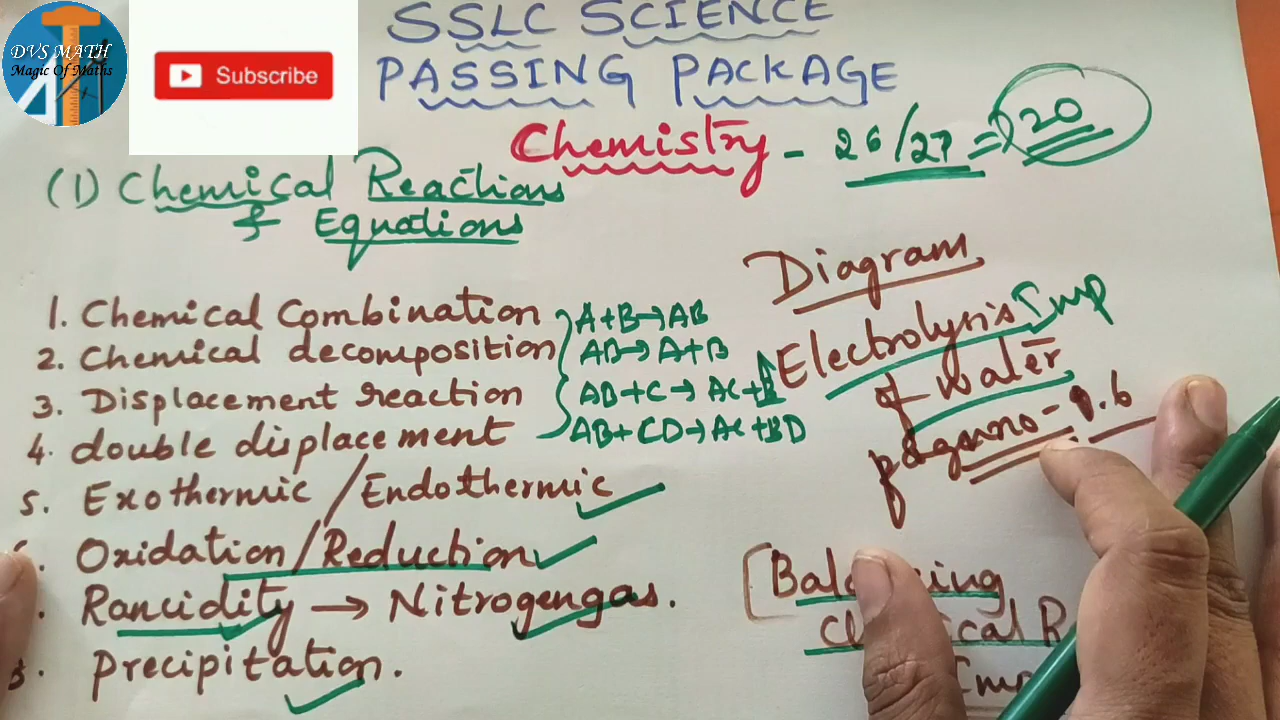 DVS MATH
Magic Of Maths
Subscribe
SSLC SCIENCE
PASSING PACKAGE
Chemistry - 26/27 = 20
(1) Chemical Reactions
& Equations
1. Chemical Combination A+B→AB
2. Chemical decomposition AB→A+B
3. Displacement reaction AB+C→AC+B
4. double displacement AB+CD→AC+BD
5. Exothermic / Endothermic
Oxidation / Reduction
Rancidity → Nitrogengas.
Precipitation.
Diagram
Electrolysis Imp
of water
Imp